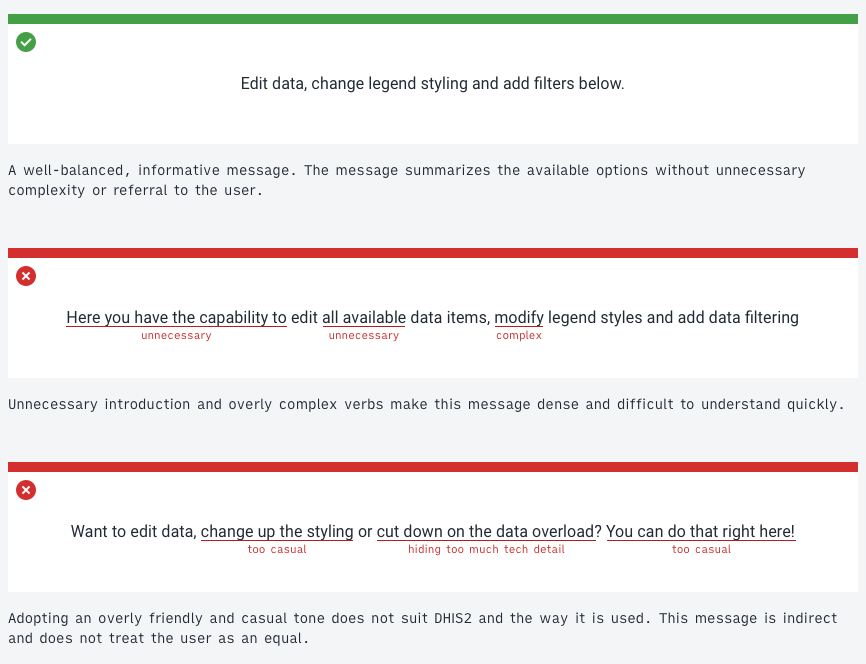 Edit data, change legend styling and add filters below.
A well-balanced, informative message. The message summarizes the available options without unnecessary
complexity or referral to the user.
Here you have the capability to edit all available data items, modify legend styles and add data filtering
unnecessary unnecessary complex
Unnecessary introduction and overly complex verbs make this message dense and difficult to understand quickly.
Want to edit data, change up the styling or cut down on the data overload? You can do that right here!
too casual hiding too much tech detail too casual
Adopting an overly friendly and casual tone does not suit DHIS2 and the way it is used. This message is indirect
and does not treat the user as an equal.